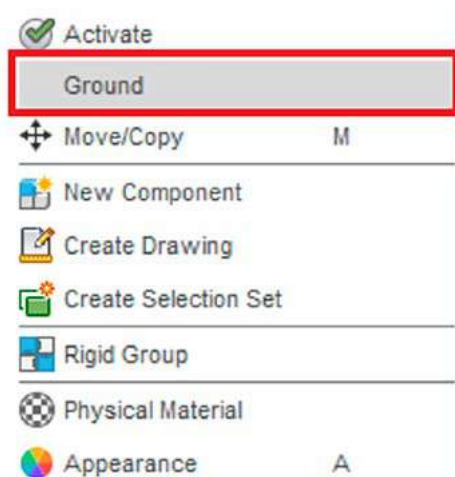 Activate
Ground
Move/Copy M
New Component
Create Drawing
Create Selection Set
Rigid Group
Physical Material
Appearance A